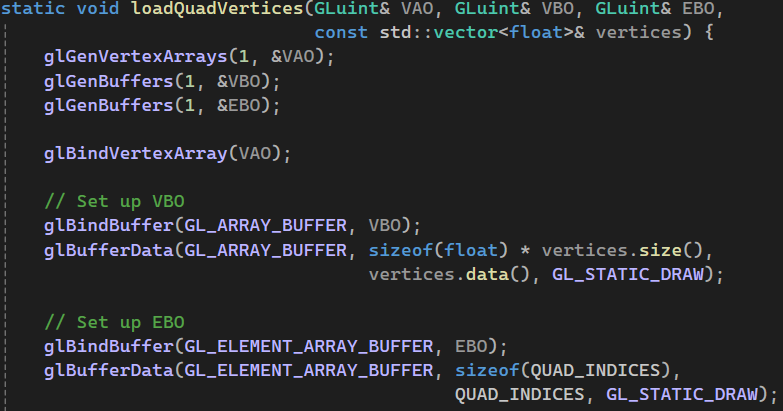 static void loadQuadVertices(GLuint& VAO, GLuint& VBO, GLuint& EBO,
const std::vector<float>& vertices) {
glGenVertexArrays(1, &VAO);
glGenBuffers(1, &VBO);
glGenBuffers(1, &EBO);
glBindVertexArray(VAO);
// Set up VBO
glBindBuffer(GL_ARRAY_BUFFER, VBO);
glBufferData(GL_ARRAY_BUFFER, sizeof(float) * vertices.size(),
vertices.data(), GL_STATIC_DRAW);
// Set up EBO
glBindBuffer(GL_ELEMENT_ARRAY_BUFFER, EBO);
glBufferData(GL_ELEMENT_ARRAY_BUFFER, sizeof(QUAD_INDICES),
QUAD_INDICES, GL_STATIC_DRAW);